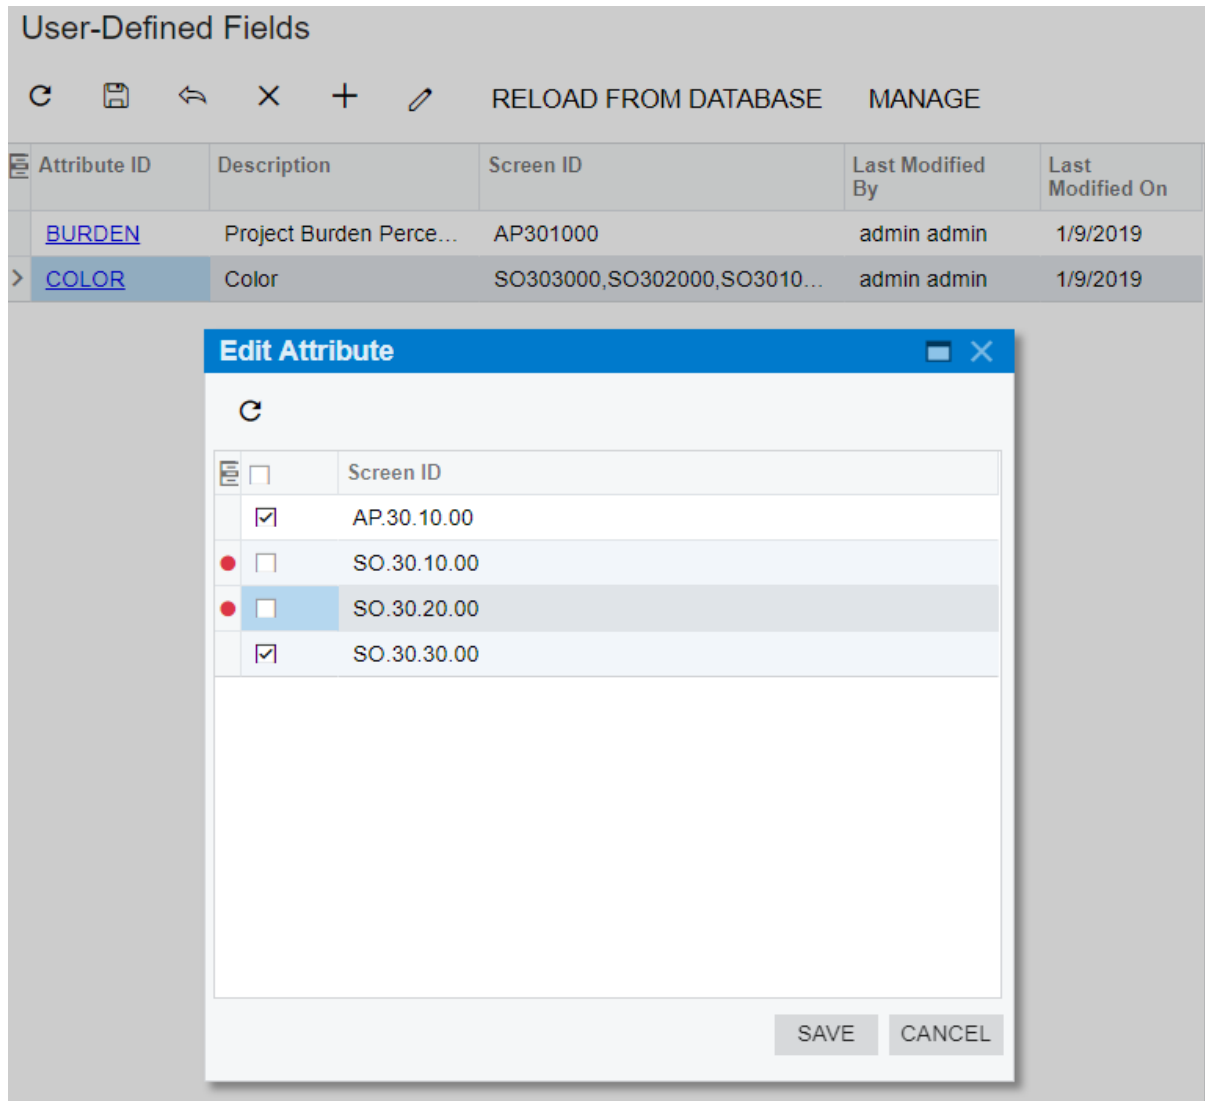 User-Defined Fields
RELOAD FROM DATABASE MANAGE
Attribute ID Description Screen ID Last Modified By Last Modified On
BURDEN Project Burden Perce... AP301000 admin admin 1/9/2019
COLOR Color SO303000,SO302000,SO3010... admin admin 1/9/2019
Edit Attribute
Screen ID
AP.30.10.00
SO.30.10.00
SO.30.20.00
SO.30.30.00
SAVE CANCEL